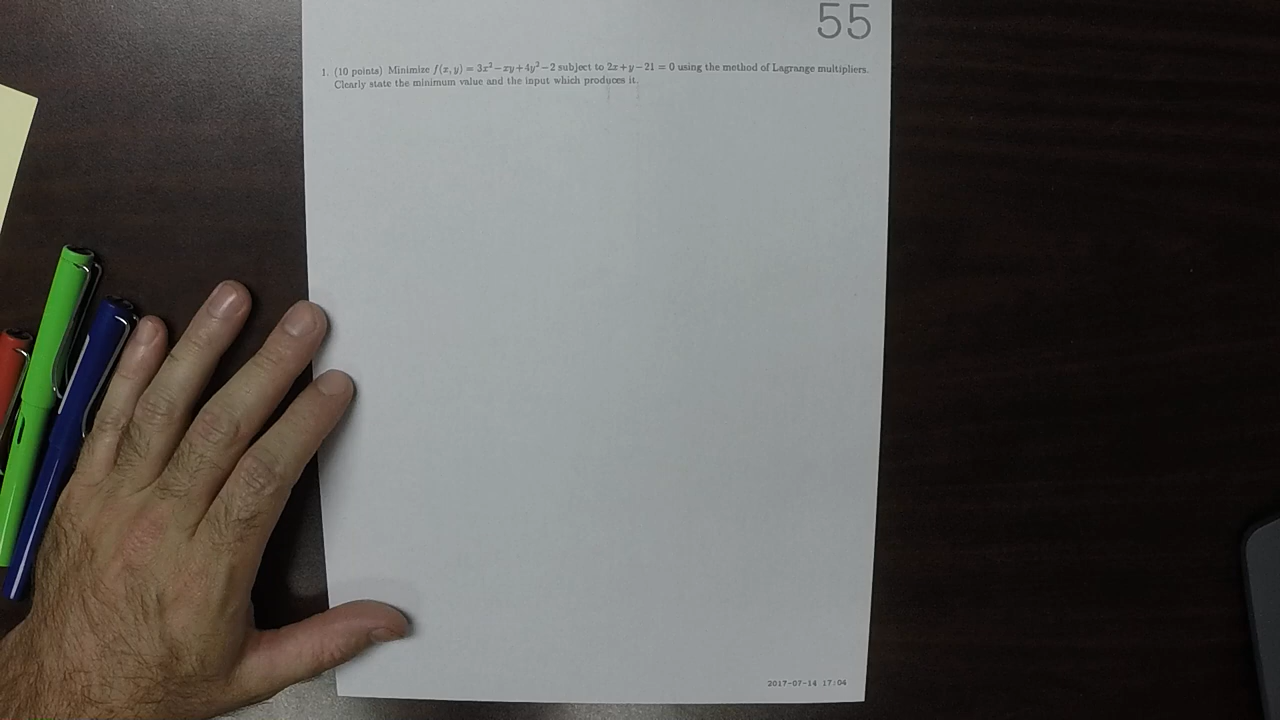 55
1. (10 points) Minimize f(x, y) = 3x² − xy + 4y² − 2 subject to 2x + y − 21 = 0 using the method of Lagrange multipliers.
Clearly state the minimum value and the input which produces it.
2017-07-14 17:04